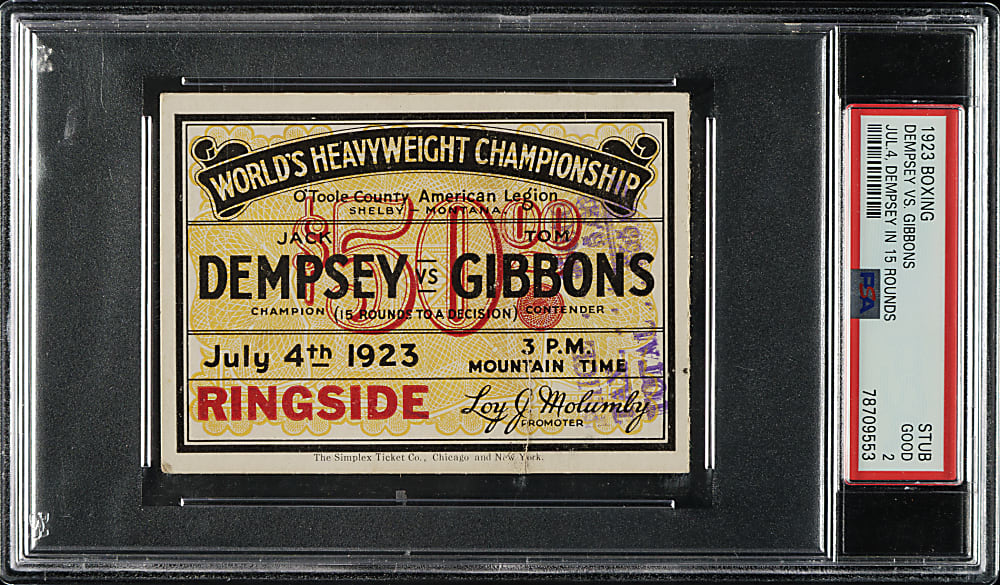 WORLD'S HEAVYWEIGHT CHAMPIONSHIP
O'Toole County American Legion
SHELBY MONTANA
$50.00
JACK TOM
DEMPSEY VS GIBBONS
CHAMPION (15 ROUNDS TO A DECISION) CONTENDER
July 4th 1923
3 P.M.
MOUNTAIN TIME
RINGSIDE
Loy J. Molumby
PROMOTER
The Simplex Ticket Co., Chicago and New York.
1923 BOXING
DEMPSEY VS. GIBBONS
JUL.4, DEMPSEY IN 15 ROUNDS
PSA
STUB
GOOD 2
78709553